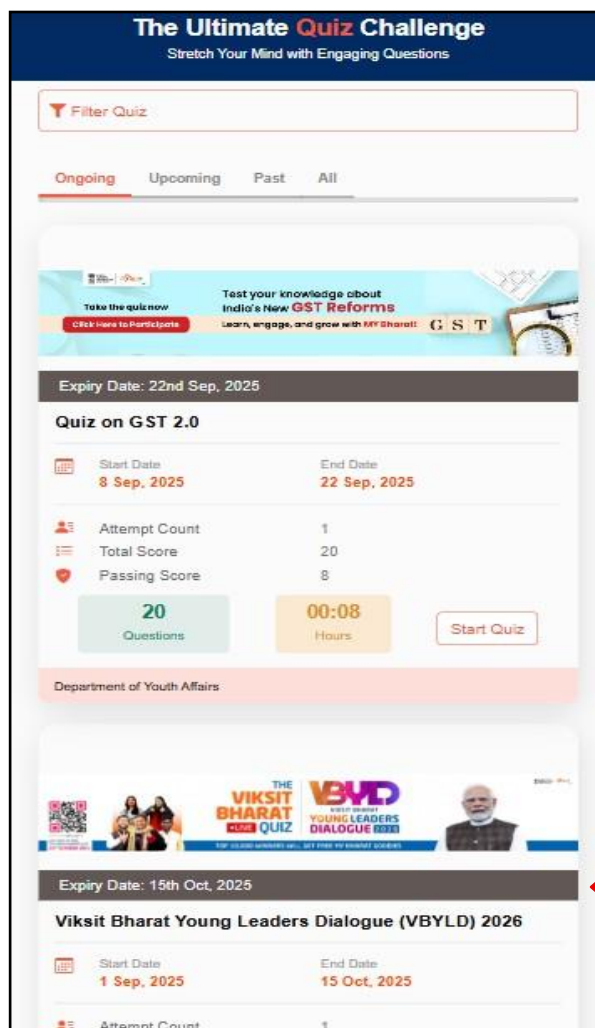 The Ultimate Quiz Challenge
Stretch Your Mind with Engaging Questions
Filter Quiz
Ongoing Upcoming Past All
Test your knowledge about
Take the quiz now
India's New GST Reforms
Click Here to Participate
Learn, engage, and grow with MY Bharat!
G S T
Expiry Date: 22nd Sep, 2025
Quiz on GST 2.0
Start Date End Date
8 Sep, 2025 22 Sep, 2025
Attempt Count 1
Total Score 20
Passing Score 8
20 00:08
Questions Hours
Start Quiz
Department of Youth Affairs
THE
VIKSIT
BHARAT
LIVE QUIZ
VBYLD
VIKSIT BHARAT
YOUNG LEADERS
DIALOGUE 2026
Expiry Date: 15th Oct, 2025
Viksit Bharat Young Leaders Dialogue (VBYLD) 2026
Start Date End Date
1 Sep, 2025 15 Oct, 2025
Attempt Count 1